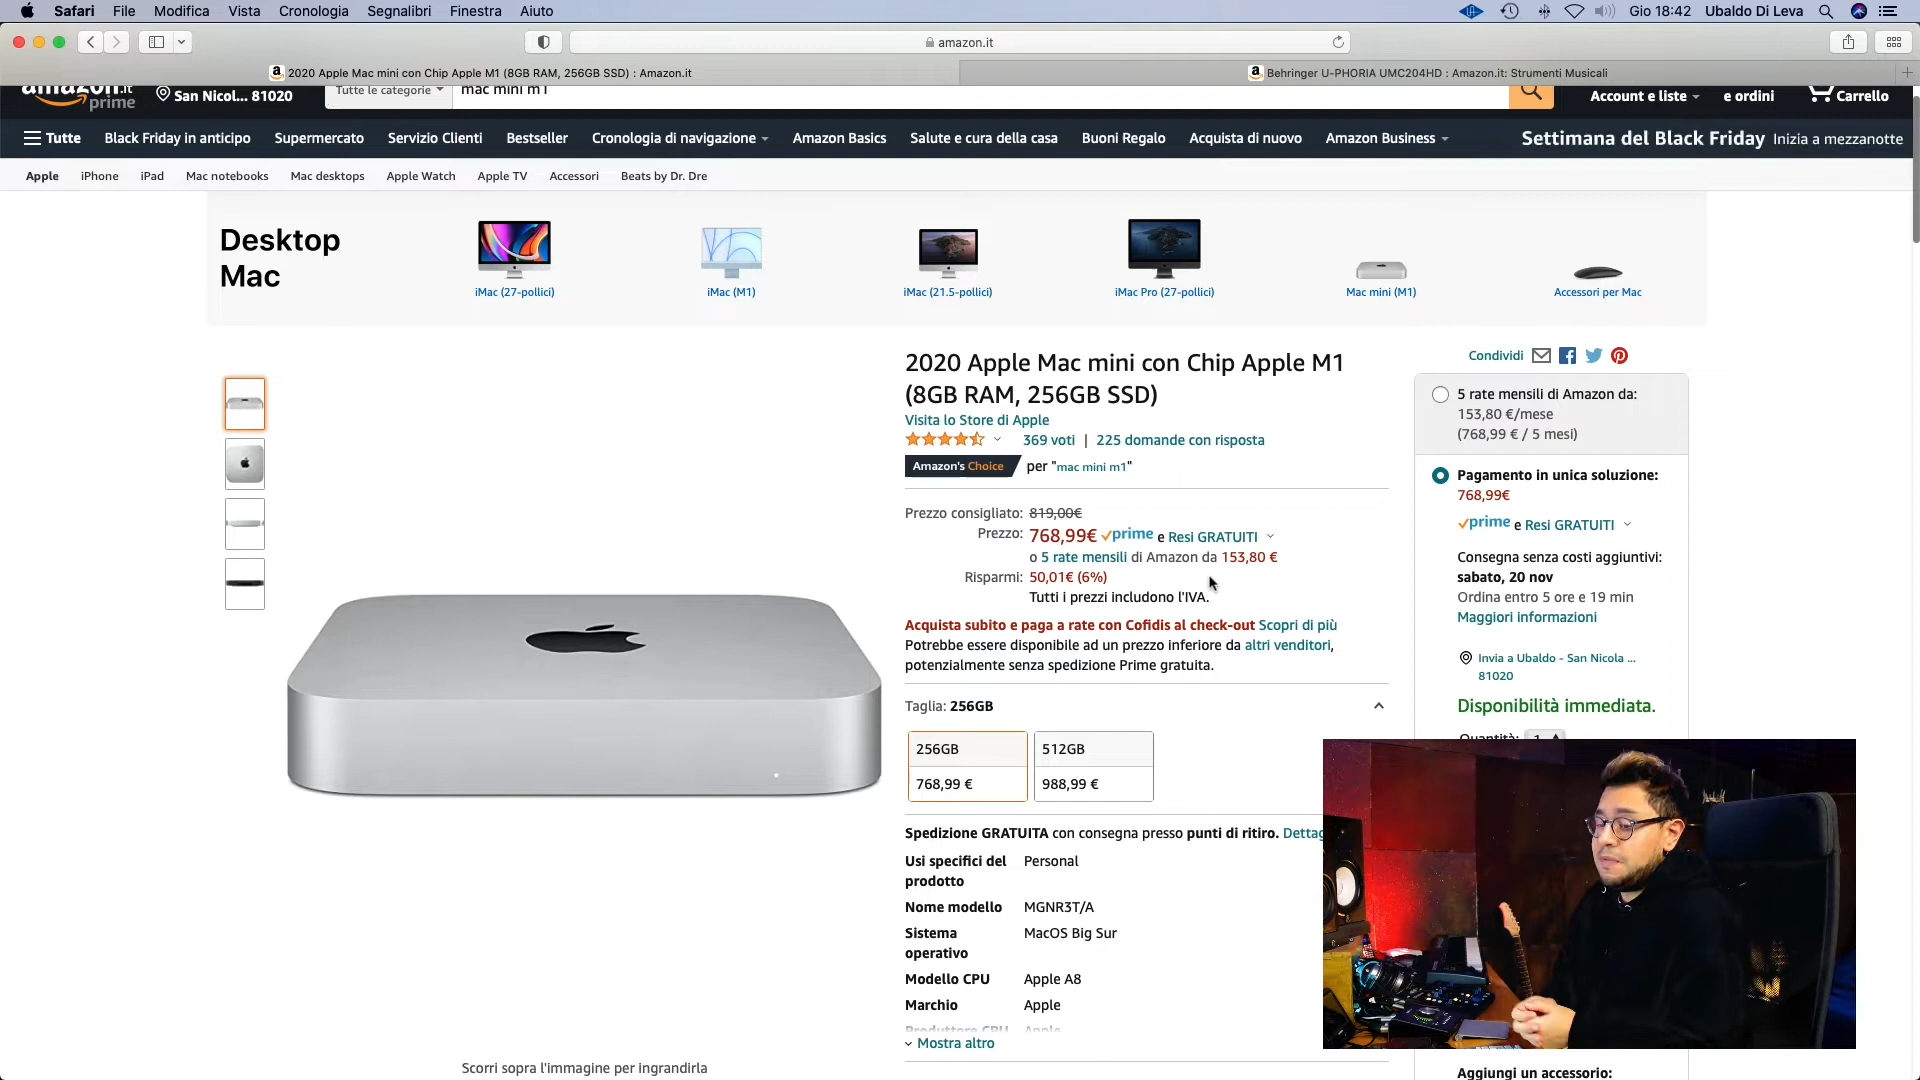 Safari File Modifica Vista Cronologia Segnalibri Finestra Aiuto Gio 18:42 Ubaldo Di Leva
amazon.it
2020 Apple Mac mini con Chip Apple M1 (8GB RAM, 256GB SSD) : Amazon.it
Behringer U-PHORIA UMC204HD : Amazon.it: Strumenti Musicali
amazon.it prime
San Nicol... 81020
Tutte le categorie
mac mini m1
Account e liste
e ordini
Carrello
Tutte Black Friday in anticipo Supermercato Servizio Clienti Bestseller Cronologia di navigazione Amazon Basics Salute e cura della casa Buoni Regalo Acquista di nuovo Amazon Business Settimana del Black Friday Inizia a mezzanotte
Apple iPhone iPad Mac notebooks Mac desktops Apple Watch Apple TV Accessori Beats by Dr. Dre
Desktop
Mac
iMac (27-pollici) iMac (M1) iMac (21.5-pollici) iMac Pro (27-pollici) Mac mini (M1) Accessori per Mac
2020 Apple Mac mini con Chip Apple M1
(8GB RAM, 256GB SSD)
Visita lo Store di Apple
369 voti | 225 domande con risposta
Amazon's Choice per "mac mini m1"
Prezzo consigliato: 819,00€
Prezzo: 768,99€ prime e Resi GRATUITI
o 5 rate mensili di Amazon da 153,80 €
Risparmi: 50,01€ (6%)
Tutti i prezzi includono l'IVA.
Acquista subito e paga a rate con Cofidis al check-out Scopri di più
Potrebbe essere disponibile ad un prezzo inferiore da altri venditori,
potenzialmente senza spedizione Prime gratuita.
Taglia: 256GB
256GB 512GB
768,99 € 988,99 €
Spedizione GRATUITA con consegna presso punti di ritiro. Dettag
Usi specifici del Personal
prodotto
Nome modello MGNR3T/A
Sistema MacOS Big Sur
operativo
Modello CPU Apple A8
Marchio Apple
Produttore CPU Apple
Mostra altro
Scorri sopra l'immagine per ingrandirla
Condividi
5 rate mensili di Amazon da:
153,80 €/mese
(768,99 € / 5 mesi)
Pagamento in unica soluzione:
768,99€
prime e Resi GRATUITI
Consegna senza costi aggiuntivi:
sabato, 20 nov
Ordina entro 5 ore e 19 min
Maggiori informazioni
Invia a Ubaldo - San Nicola ...
81020
Disponibilità immediata.
Quantità: 1
Aggiungi un accessorio: